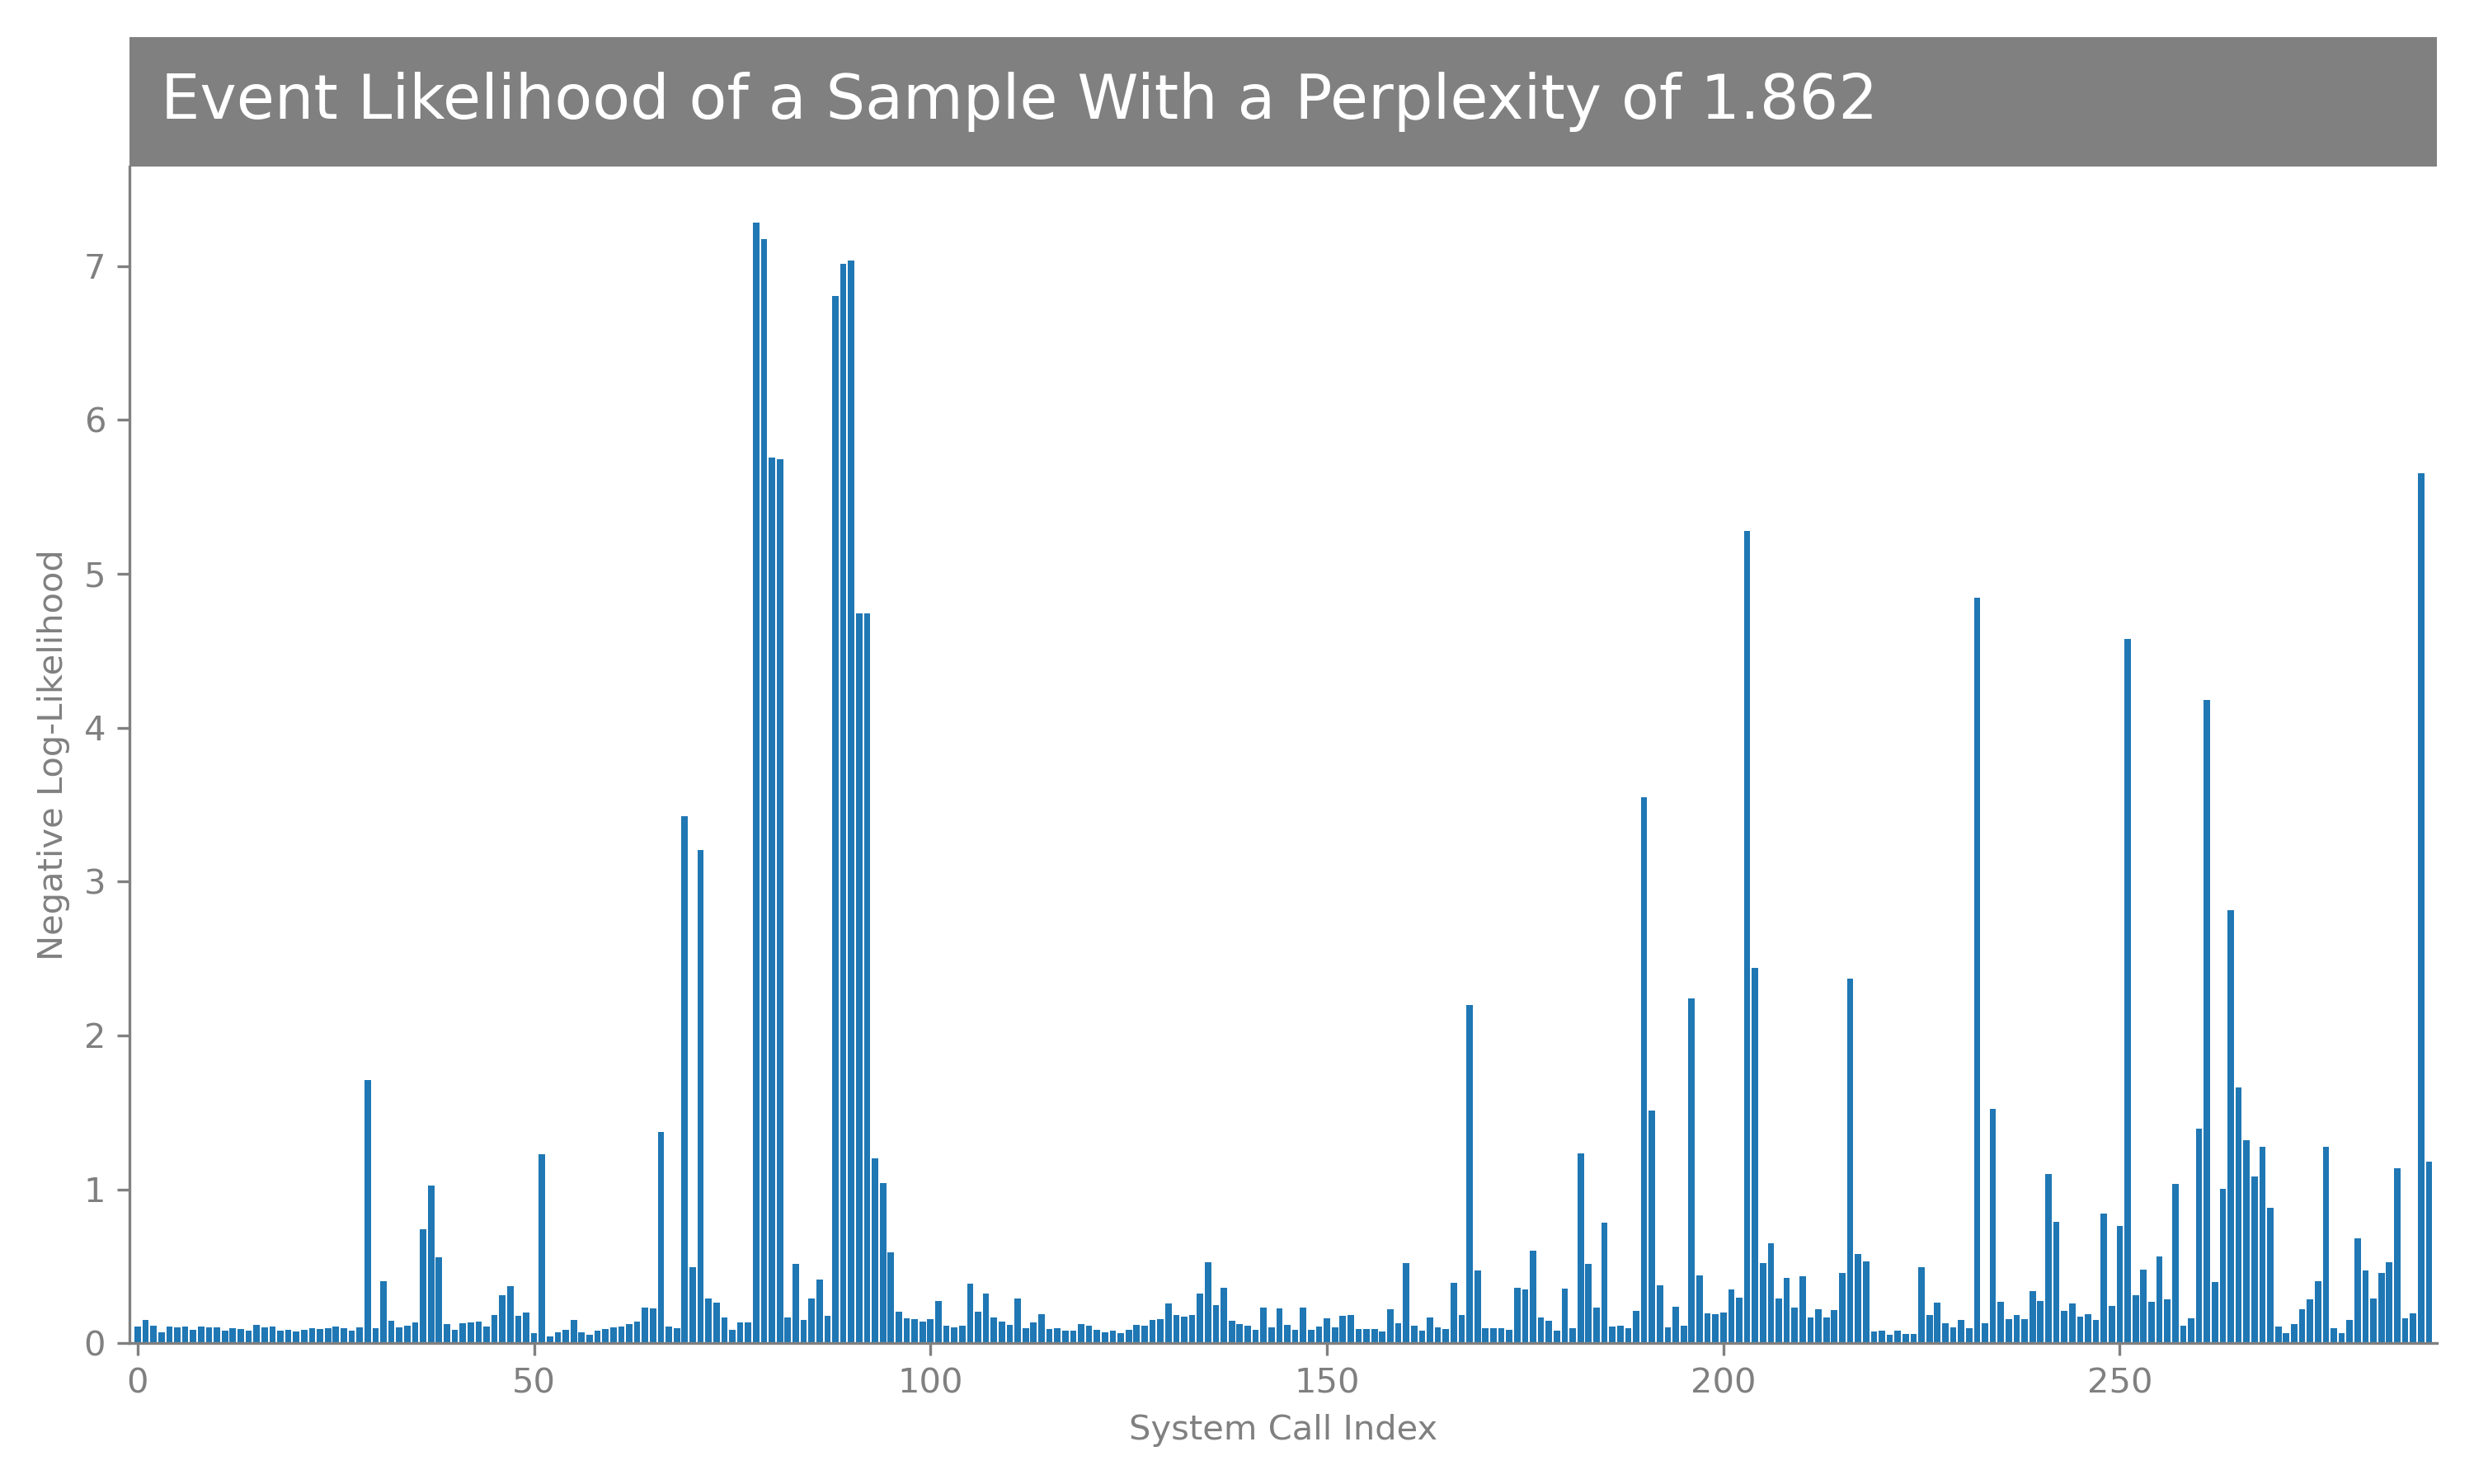 Event Likelihood of a Sample With a Perplexity of 1.862
7
6
5
4
3
2
1
0
Negative Log-Likelihood
0 50 100 150 200 250
System Call Index